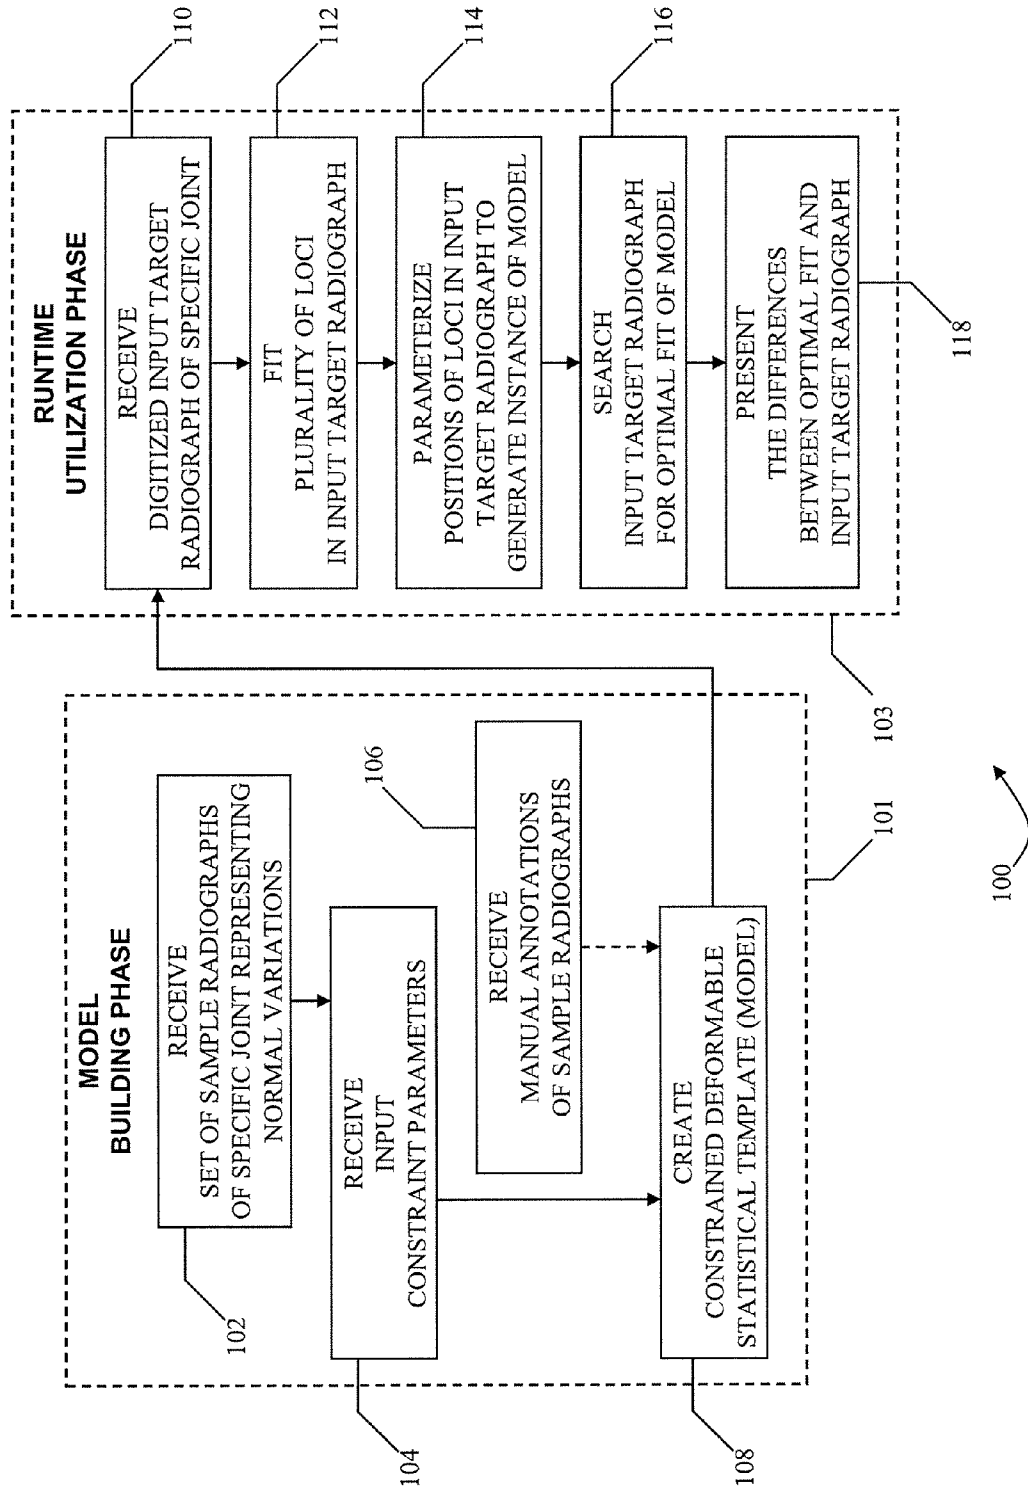 MODEL
BUILDING PHASE
RECEIVE
SET OF SAMPLE RADIOGRAPHS
OF SPECIFIC JOINT REPRESENTING
NORMAL VARIATIONS
102
RECEIVE
INPUT
CONSTRAINT PARAMETERS
104
RECEIVE
MANUAL ANNOTATIONS
OF SAMPLE RADIOGRAPHS
106
CREATE
CONSTRAINED DEFORMABLE
STATISTICAL TEMPLATE (MODEL)
108
101
RUNTIME
UTILIZATION PHASE
RECEIVE
DIGITIZED INPUT TARGET
RADIOGRAPH OF SPECIFIC JOINT
110
FIT
PLURALITY OF LOCI
IN INPUT TARGET RADIOGRAPH
112
PARAMETERIZE
POSITIONS OF LOCI IN INPUT
TARGET RADIOGRAPH TO
GENERATE INSTANCE OF MODEL
114
SEARCH
INPUT TARGET RADIOGRAPH
FOR OPTIMAL FIT OF MODEL
116
PRESENT
THE DIFFERENCES
BETWEEN OPTIMAL FIT AND
INPUT TARGET RADIOGRAPH
118
103
100